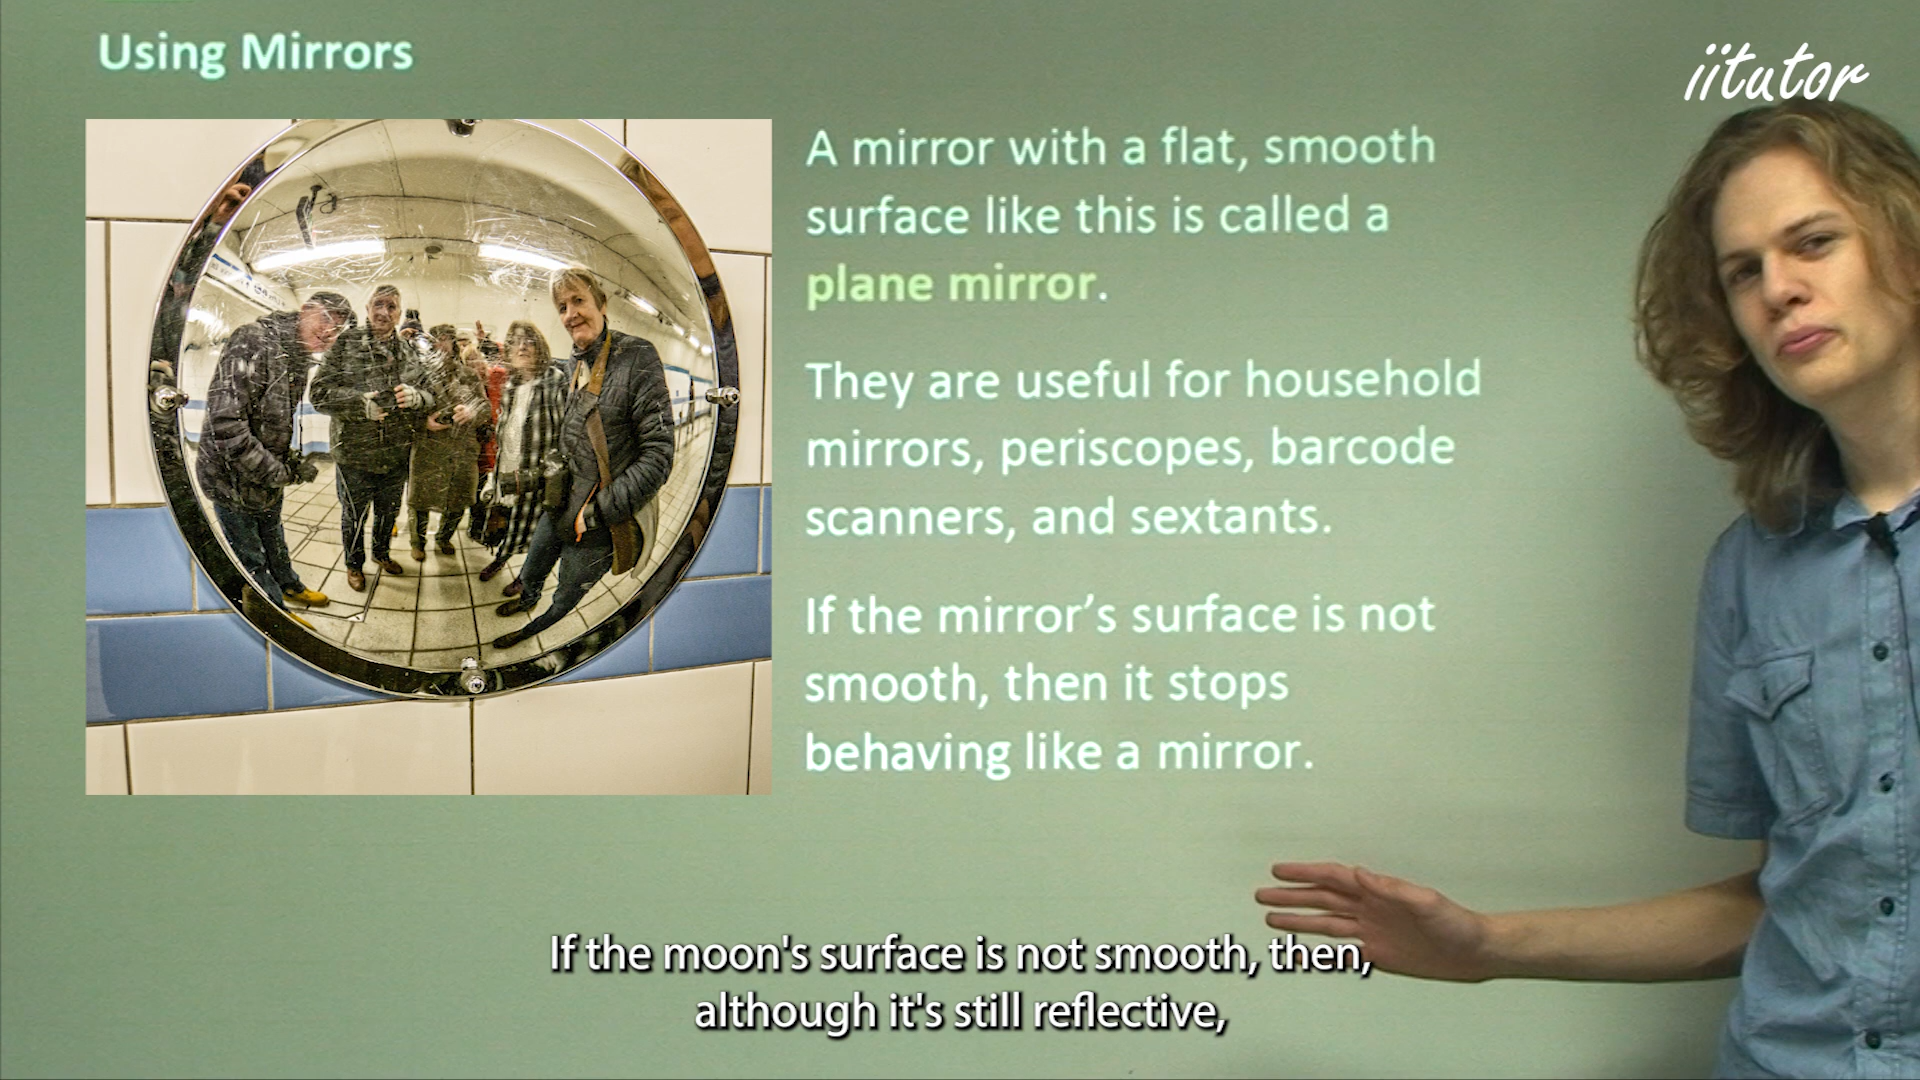 Using Mirrors
iitutor
A mirror with a flat, smooth
surface like this is called a
plane mirror.
They are useful for household
mirrors, periscopes, barcode
scanners, and sextants.
If the mirror’s surface is not
smooth, then it stops
behaving like a mirror.
If the moon's surface is not smooth, then,
although it's still reflective,